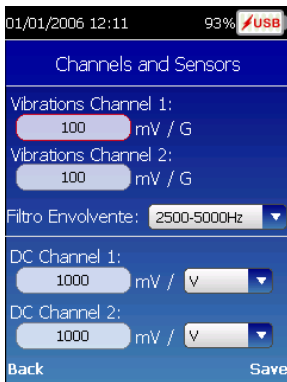 01/01/2006 12:11 93% USB
Channels and Sensors
Vibrations Channel 1:
100 mV / G
Vibrations Channel 2:
100 mV / G
Filtro Envolvente: 2500-5000Hz
DC Channel 1:
1000 mV / V
DC Channel 2:
1000 mV / V
Back Save